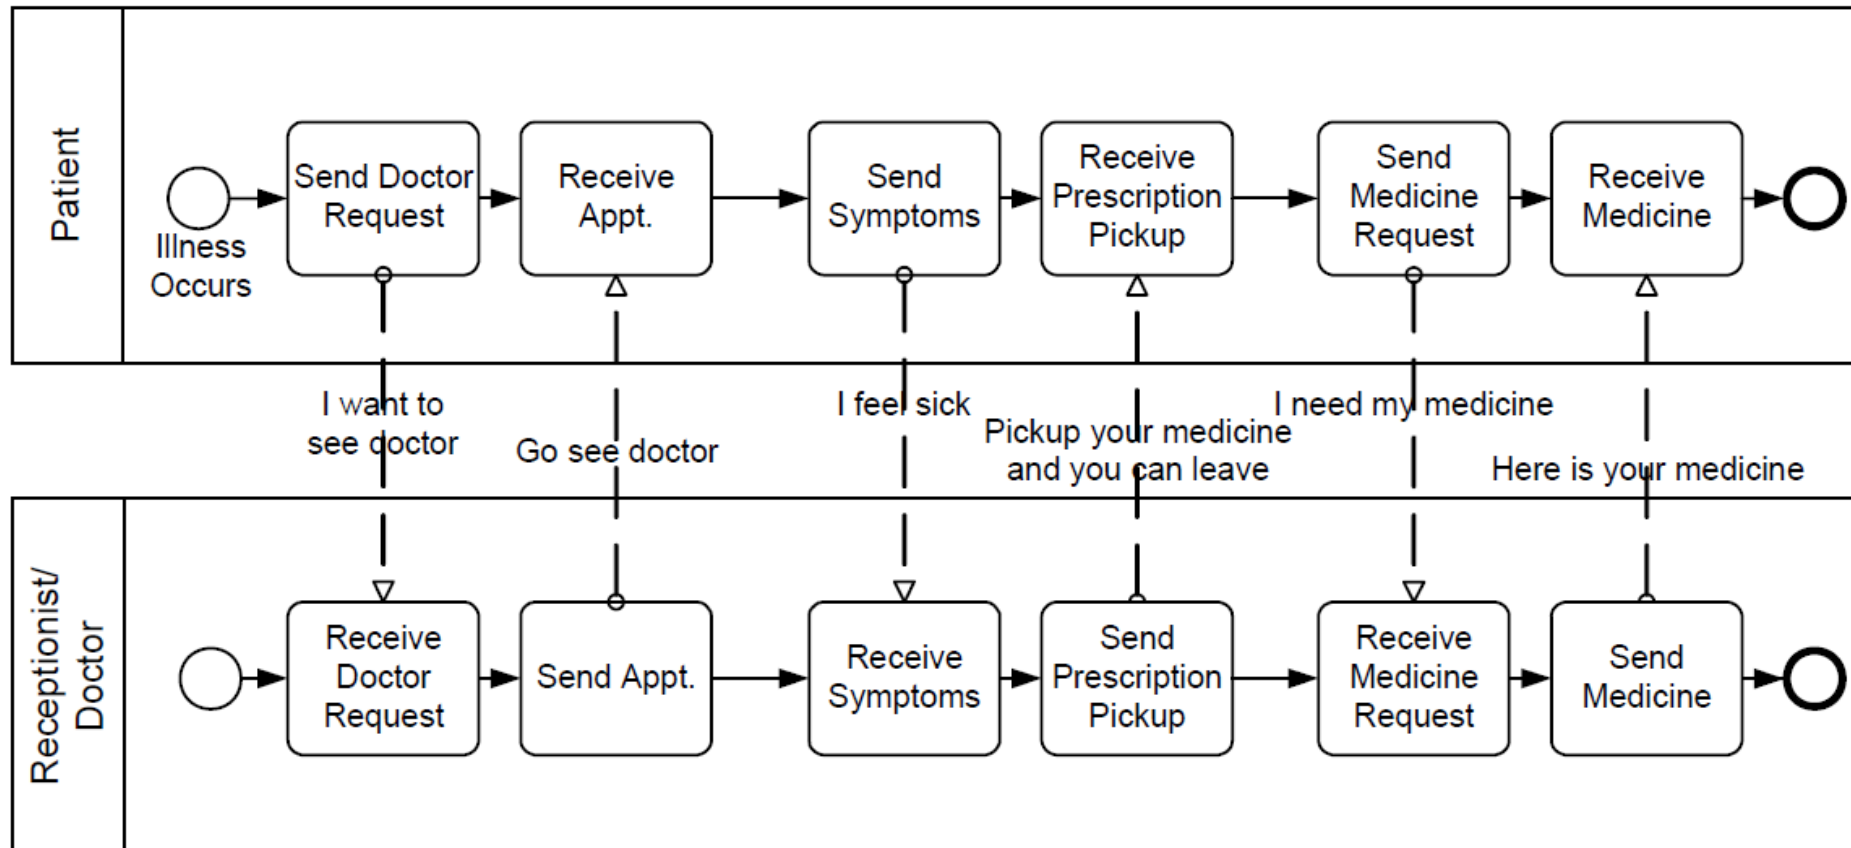 Patient
Illness
Occurs
Send Doctor
Request
Receive
Appt.
Send
Symptoms
Receive
Prescription
Pickup
Send
Medicine
Request
Receive
Medicine
I want to
see doctor
Go see doctor
I feel sick
Pickup your medicine
and you can leave
I need my medicine
Here is your medicine
Receptionist/
Doctor
Receive
Doctor
Request
Send Appt.
Receive
Symptoms
Send
Prescription
Pickup
Receive
Medicine
Request
Send
Medicine